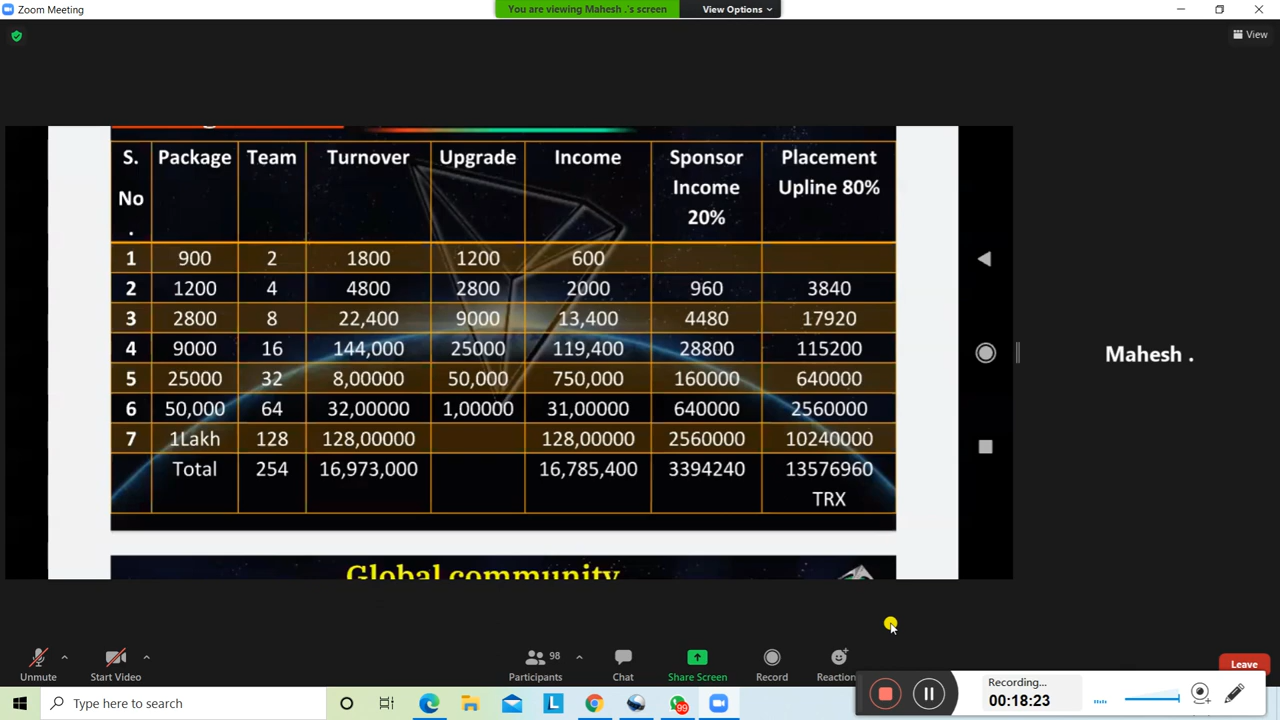 Zoom Meeting
You are viewing Mahesh .'s screen
View Options
View
S. No . Package Team Turnover Upgrade Income Sponsor Income 20% Placement Upline 80%
1 900 2 1800 1200 600
2 1200 4 4800 2800 2000 960 3840
3 2800 8 22,400 9000 13,400 4480 17920
4 9000 16 144,000 25000 119,400 28800 115200
5 25000 32 8,00000 50,000 750,000 160000 640000
6 50,000 64 32,00000 1,00000 31,00000 640000 2560000
7 1Lakh 128 128,00000 128,00000 2560000 10240000
Total 254 16,973,000 16,785,400 3394240 13576960 TRX
Global community
Mahesh .
Unmute
Start Video
98
Participants
Chat
Share Screen
Record
Reaction
Leave
Recording...
00:18:23
Type here to search
L
99